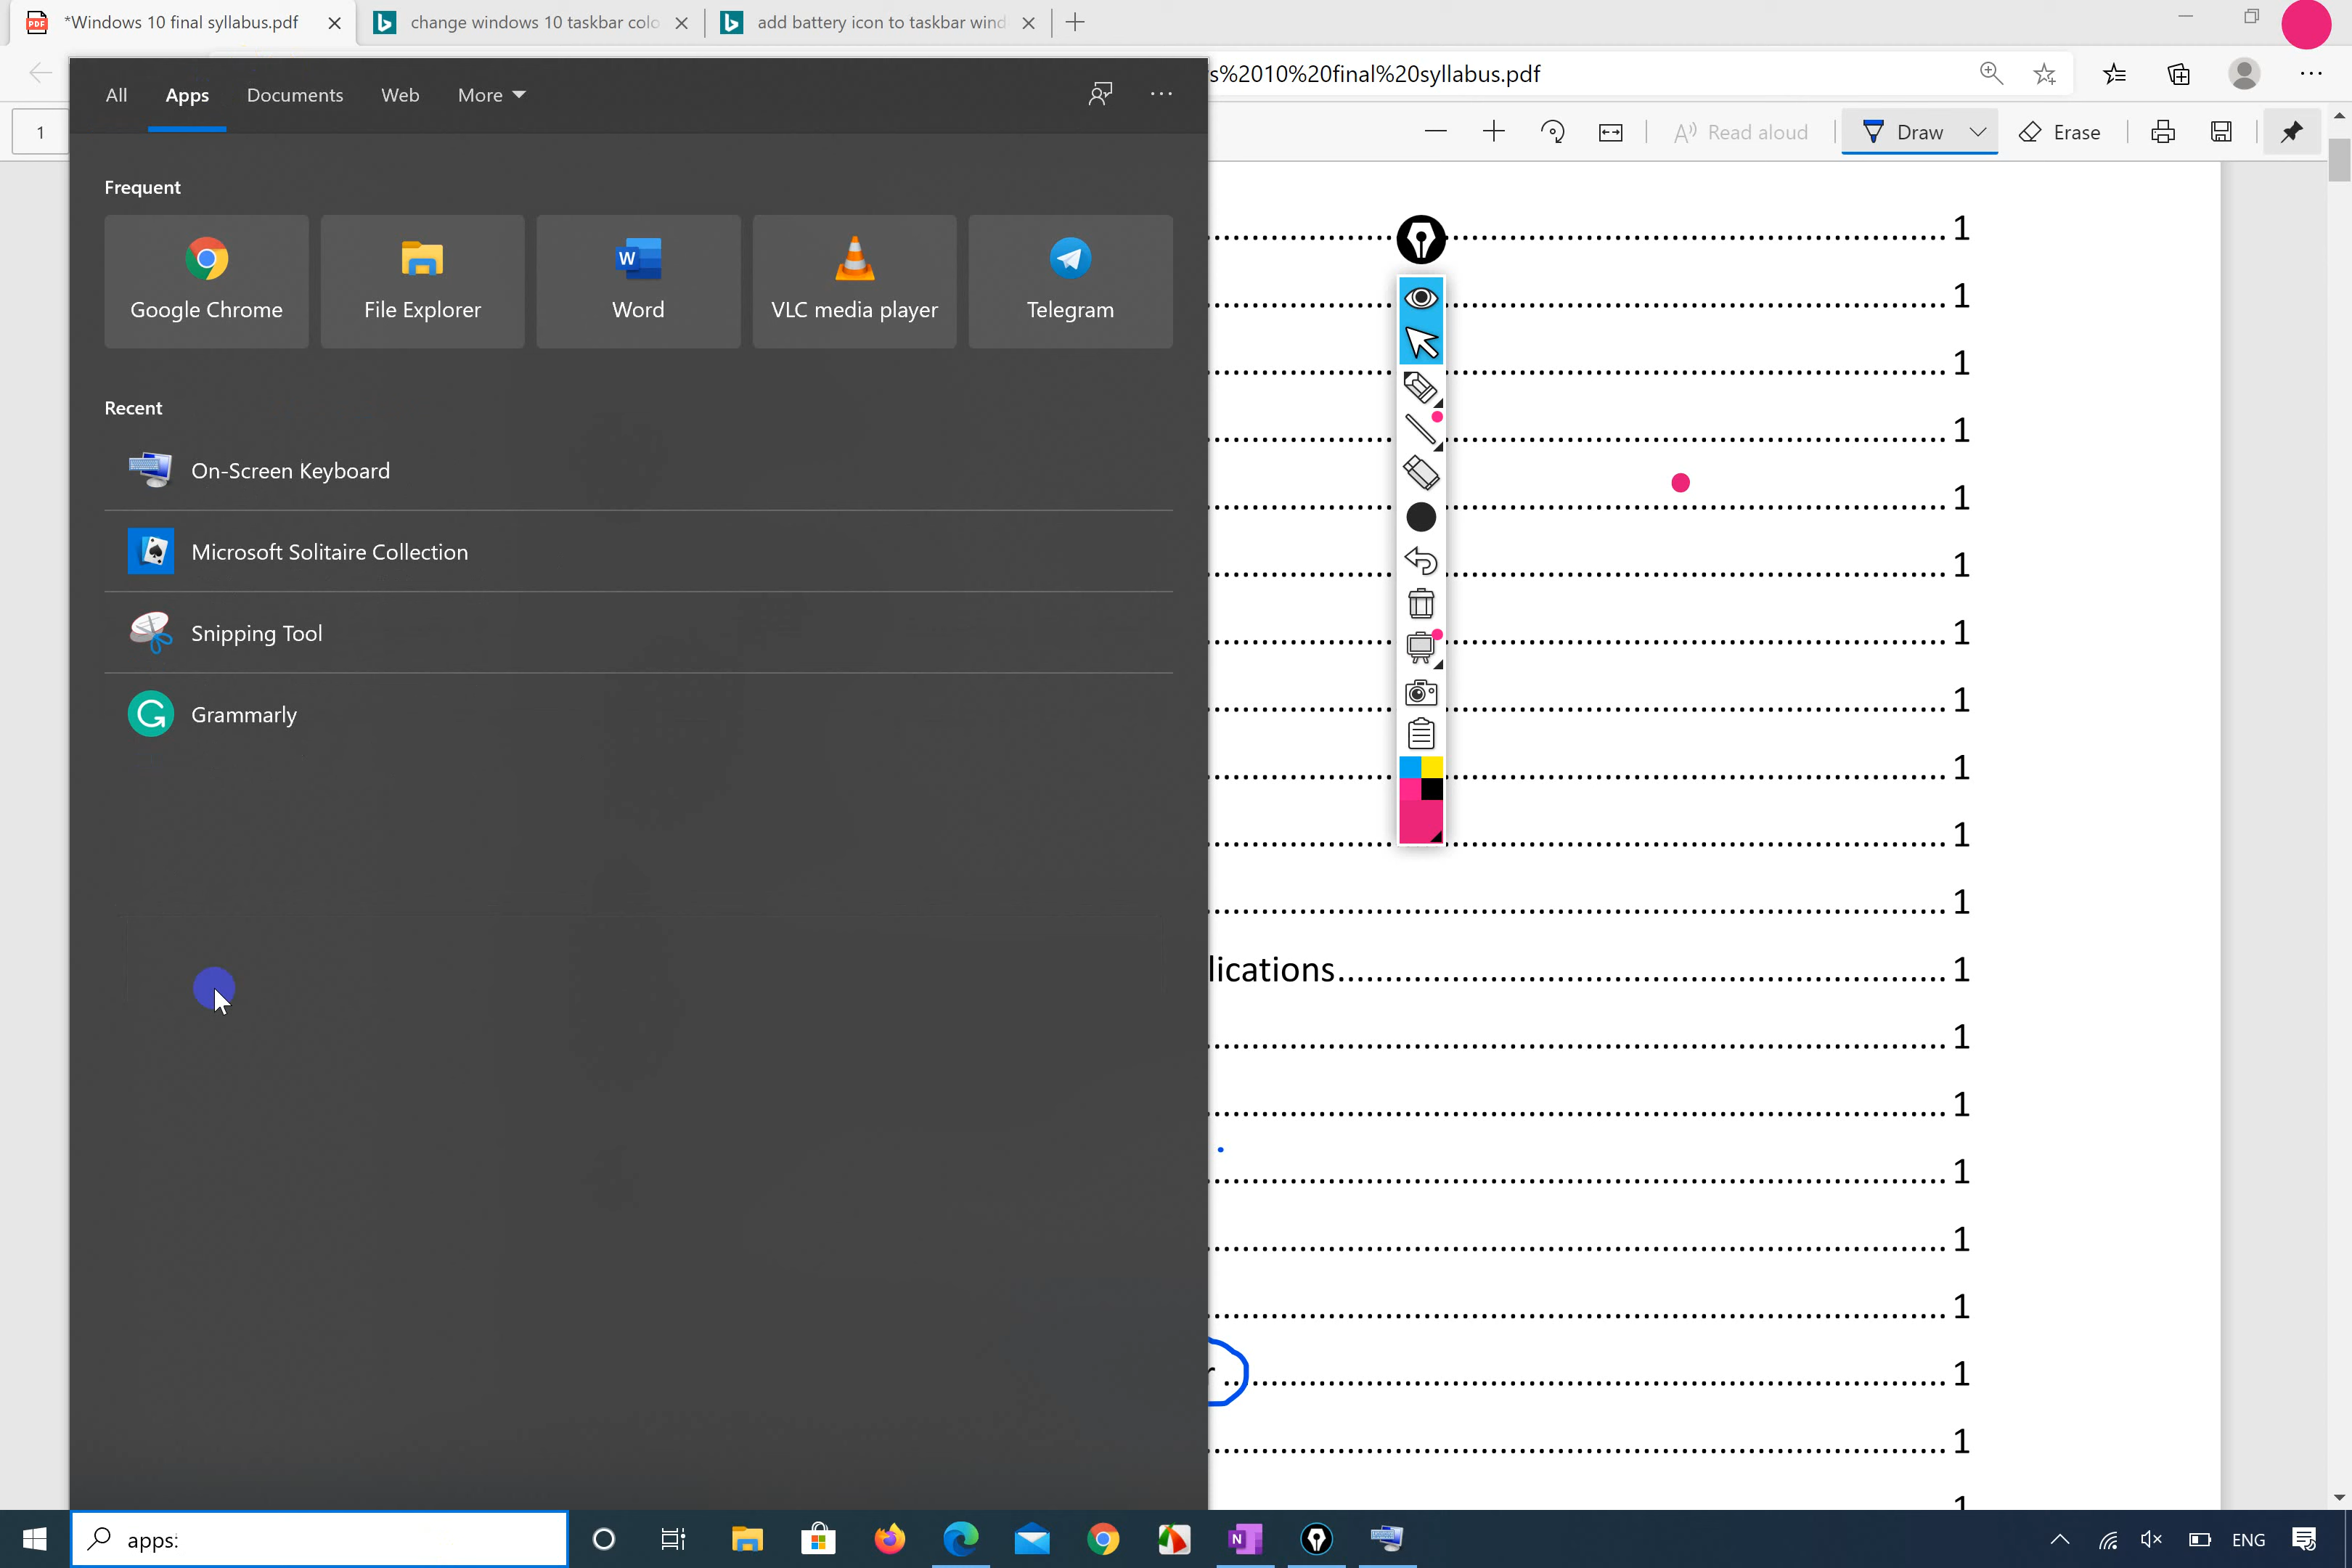 *Windows 10 final syllabus.pdf
change windows 10 taskbar colo
add battery icon to taskbar wind
s%2010%20final%20syllabus.pdf
1
Read aloud
Draw
Erase
All
Apps
Documents
Web
More
Frequent
Google Chrome
File Explorer
Word
VLC media player
Telegram
Recent
On-Screen Keyboard
Microsoft Solitaire Collection
Snipping Tool
Grammarly
1
1
1
1
1
1
1
1
1
1
1
lications 1
1
1
1
1
1
r 1
1
apps:
ENG